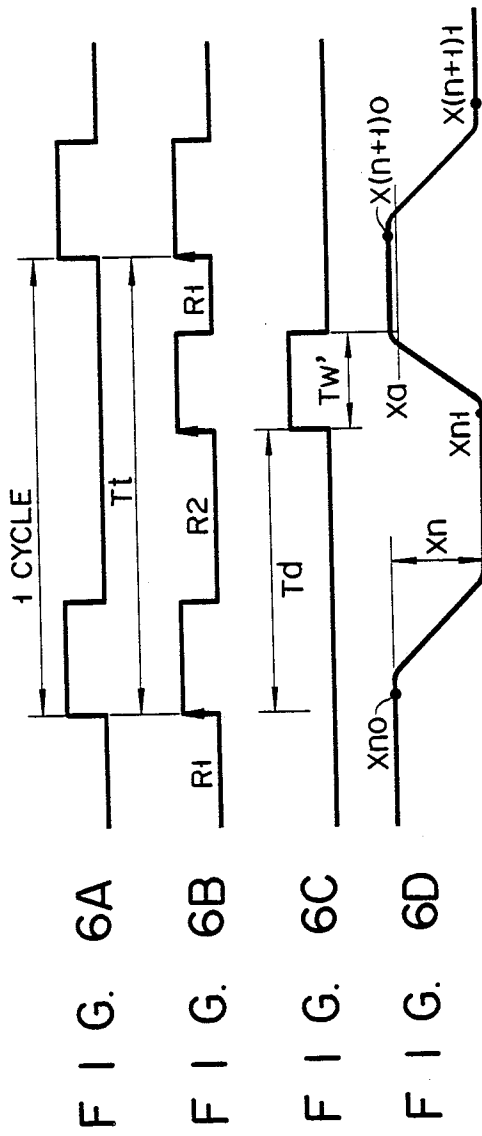 FIG. 6A
1 CYCLE
Tt
FIG. 6B
R1
R2
R1
FIG. 6C
Td
Tw'
FIG. 6D
Xn0
Xn
Xn1
Xa
X(n+1)0
X(n+1)1